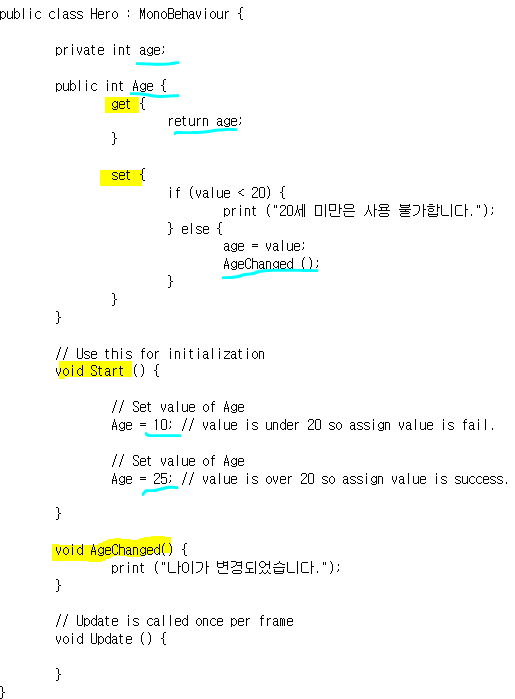 public class Hero : MonoBehaviour {
private int age;
public int Age {
get {
return age;
}
set {
if (value < 20) {
print ("20세 미만은 사용 불가합니다.");
} else {
age = value;
AgeChanged ();
}
}
}
// Use this for initialization
void Start () {
// Set value of Age
Age = 10; // value is under 20 so assign value is fail.
// Set value of Age
Age = 25; // value is over 20 so assign value is success.
}
void AgeChanged() {
print ("나이가 변경되었습니다.");
}
// Update is called once per frame
void Update () {
}
}